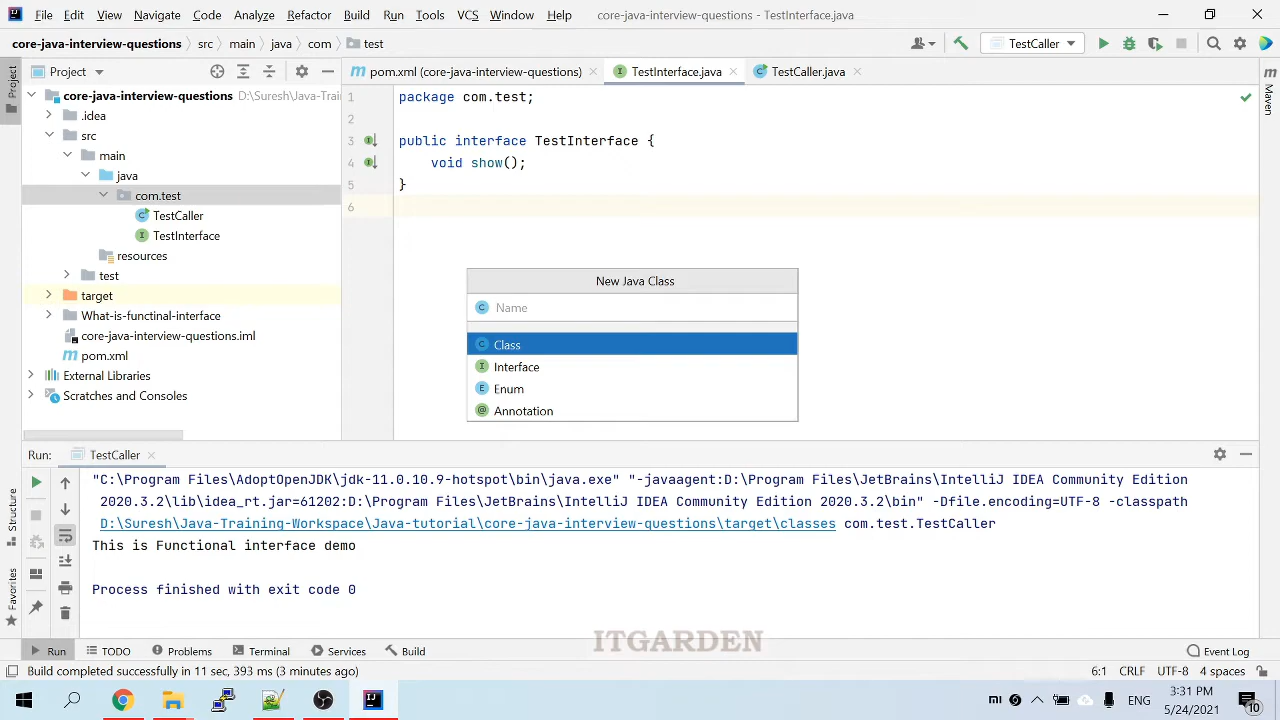 File Edit View Navigate Code Analyze Refactor Build Run Tools VCS Window Help core-java-interview-questions - TestInterface.java
core-java-interview-questions src main java com test TestCaller
Project pom.xml (core-java-interview-questions) TestInterface.java TestCaller.java
Project
Maven
core-java-interview-questions D:\Suresh\Java-Trai
.idea
src
main
java
com.test
TestCaller
TestInterface
resources
test
target
What-is-functinal-interface
core-java-interview-questions.iml
pom.xml
External Libraries
Scratches and Consoles
1 package com.test;
2
3 public interface TestInterface {
4 void show();
5 }
6
New Java Class
Name
Class
Interface
Enum
Annotation
Run: TestCaller
"C:\Program Files\AdoptOpenJDK\jdk-11.0.10.9-hotspot\bin\java.exe" "-javaagent:D:\Program Files\JetBrains\IntelliJ IDEA Community Edition
2020.3.2\lib\idea_rt.jar=61202:D:\Program Files\JetBrains\IntelliJ IDEA Community Edition 2020.3.2\bin" -Dfile.encoding=UTF-8 -classpath
D:\Suresh\Java-Training-Workspace\Java-tutorial\core-java-interview-questions\target\classes com.test.TestCaller
This is Functional interface demo
Process finished with exit code 0
Structure
Favorites
ITGARDEN
Run TODO Problems Terminal Services Build Event Log
Build completed successfully in 11 sec, 393 ms (3 minutes ago) 6:1 CRLF UTF-8 4 spaces
ENG
3:31 PM
5/24/2021
10